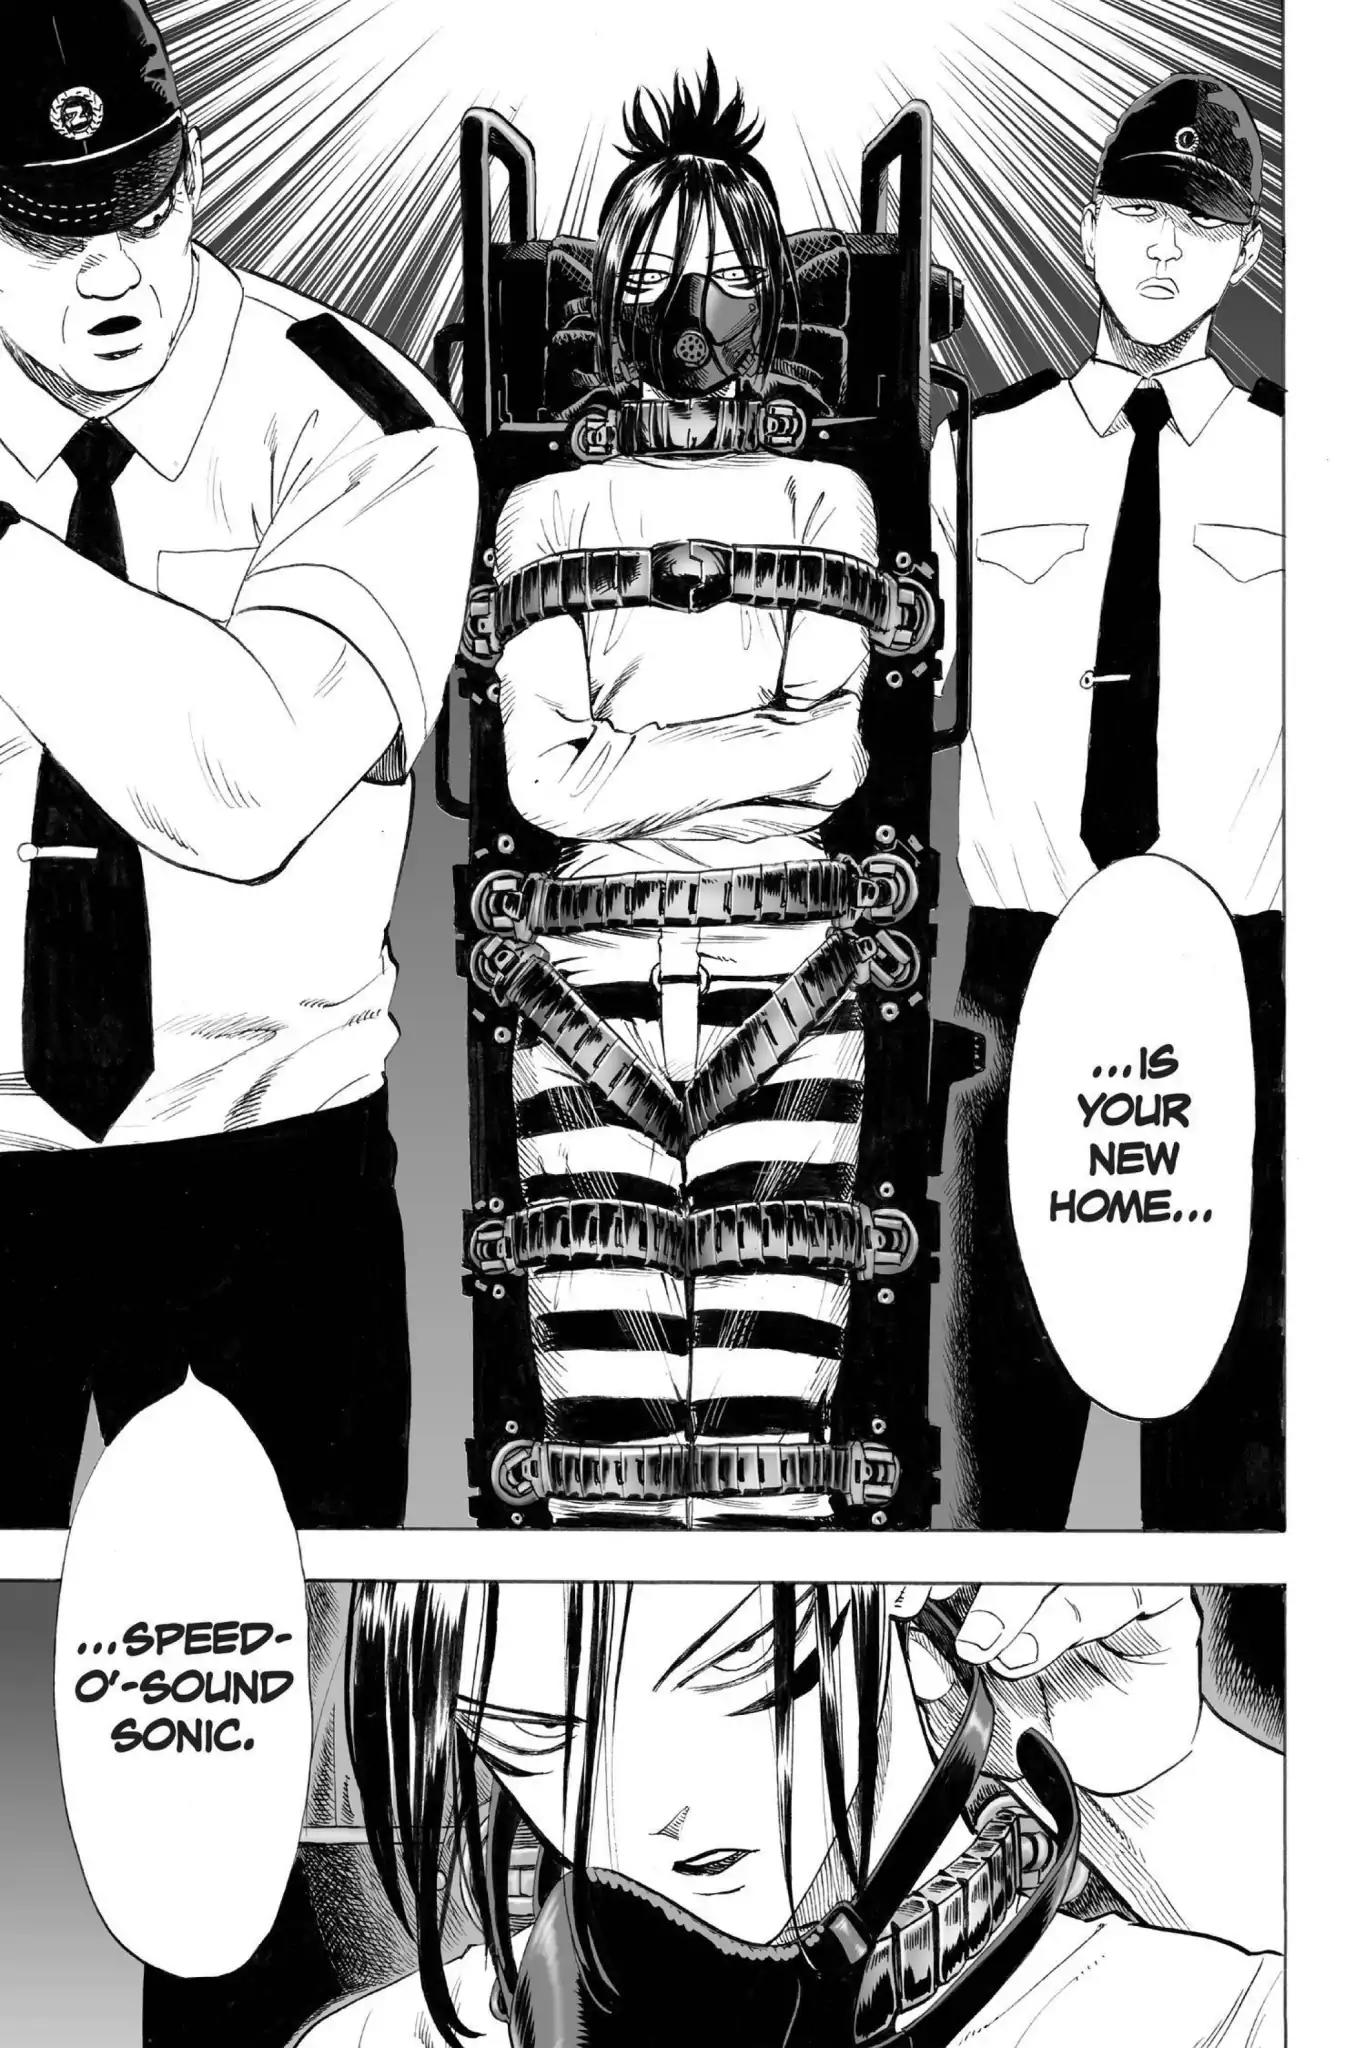 ...IS
YOUR
NEW
HOME...
...SPEED-
O'-SOUND
SONIC.
Z